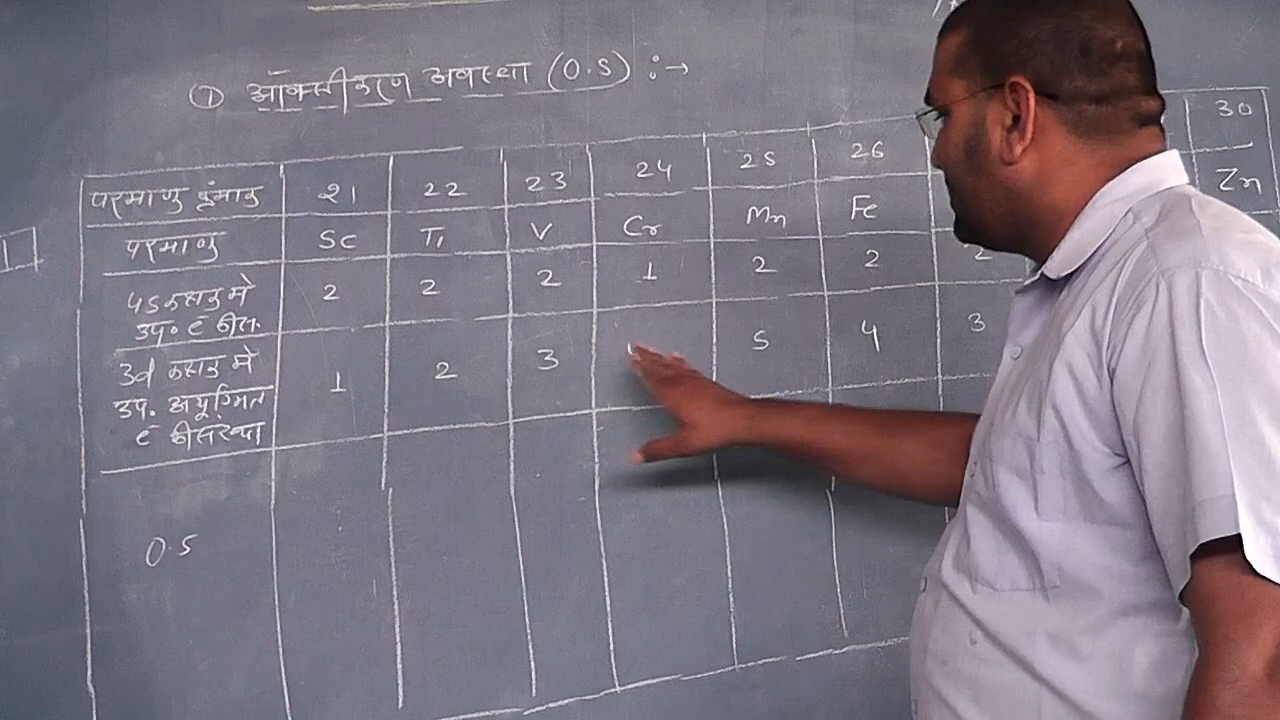 ① ऑक्सीकरण अवस्था (O.S) :→
परमाणु क्रंमाक 21 22 23 24 25 26 30
परमाणु Sc Ti V Cr Mn Fe Zn
4s कक्षक मे 2 2 2 1 2 2 2
उप॰ e⁻ की स॰
3d कक्षक मे 1 2 3 5 4 3
उप॰ अयुग्मित
e⁻ की संख्या
O.S